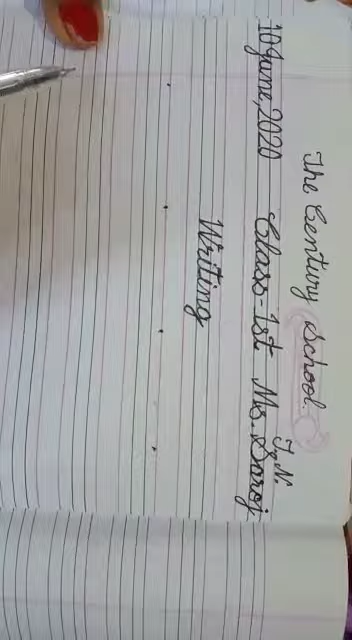 The Century School.
T.N.
10 June, 2020 Class-1st Ms. Saroj
Writing